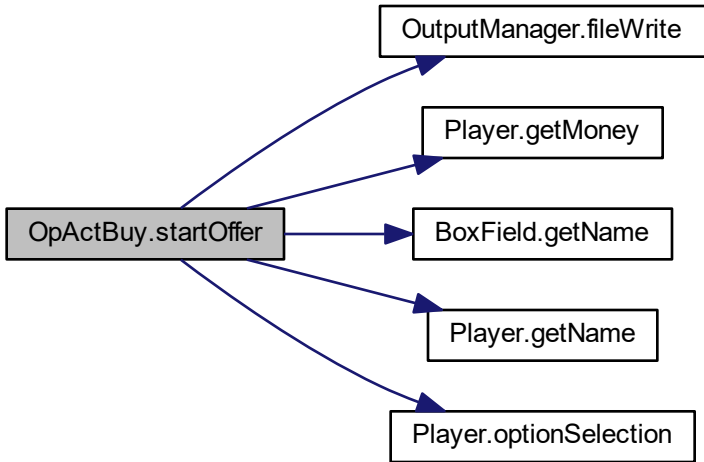 OutputManager.fileWrite
Player.getMoney
OpActBuy.startOffer
BoxField.getName
Player.getName
Player.optionSelection